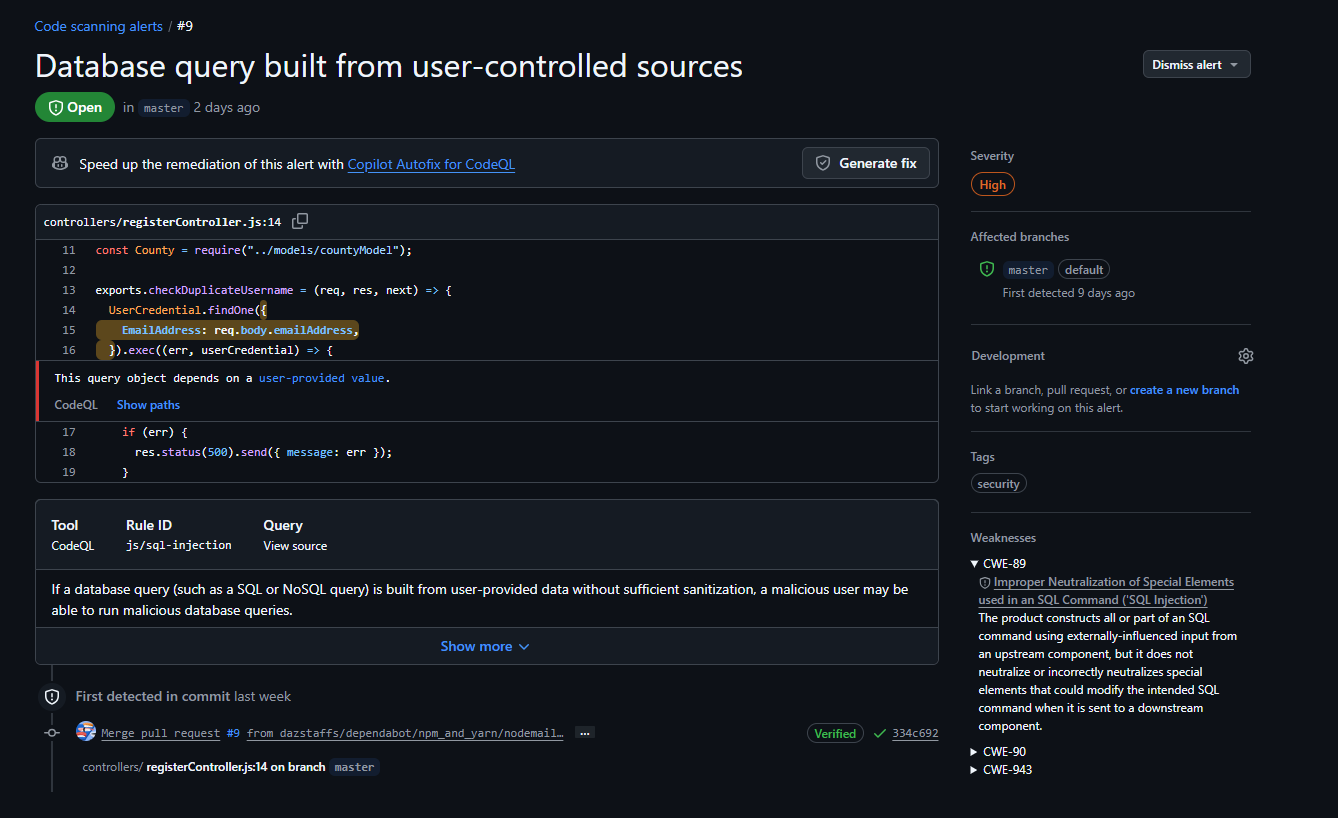 Code scanning alerts / #9
Database query built from user-controlled sources
Dismiss alert
Open in master 2 days ago
Speed up the remediation of this alert with Copilot Autofix for CodeQL
Generate fix
controllers/registerController.js:14
11 const County = require("../models/countyModel");
12
13 exports.checkDuplicateUsername = (req, res, next) => {
14 UserCredential.findOne({
15 EmailAddress: req.body.emailAddress,
16 }).exec((err, userCredential) => {
This query object depends on a user-provided value.
CodeQL Show paths
17 if (err) {
18 res.status(500).send({ message: err });
19 }
Tool Rule ID Query
CodeQL js/sql-injection View source
If a database query (such as a SQL or NoSQL query) is built from user-provided data without sufficient sanitization, a malicious user may be
able to run malicious database queries.
Show more
First detected in commit last week
Merge pull request #9 from dazstaffs/dependabot/npm_and_yarn/nodemail… ...
Verified 334c692
controllers/ registerController.js:14 on branch master
Severity
High
Affected branches
master default
First detected 9 days ago
Development
Link a branch, pull request, or create a new branch
to start working on this alert.
Tags
security
Weaknesses
CWE-89
Improper Neutralization of Special Elements
used in an SQL Command ('SQL Injection')
The product constructs all or part of an SQL
command using externally-influenced input from
an upstream component, but it does not
neutralize or incorrectly neutralizes special
elements that could modify the intended SQL
command when it is sent to a downstream
component.
CWE-90
CWE-943